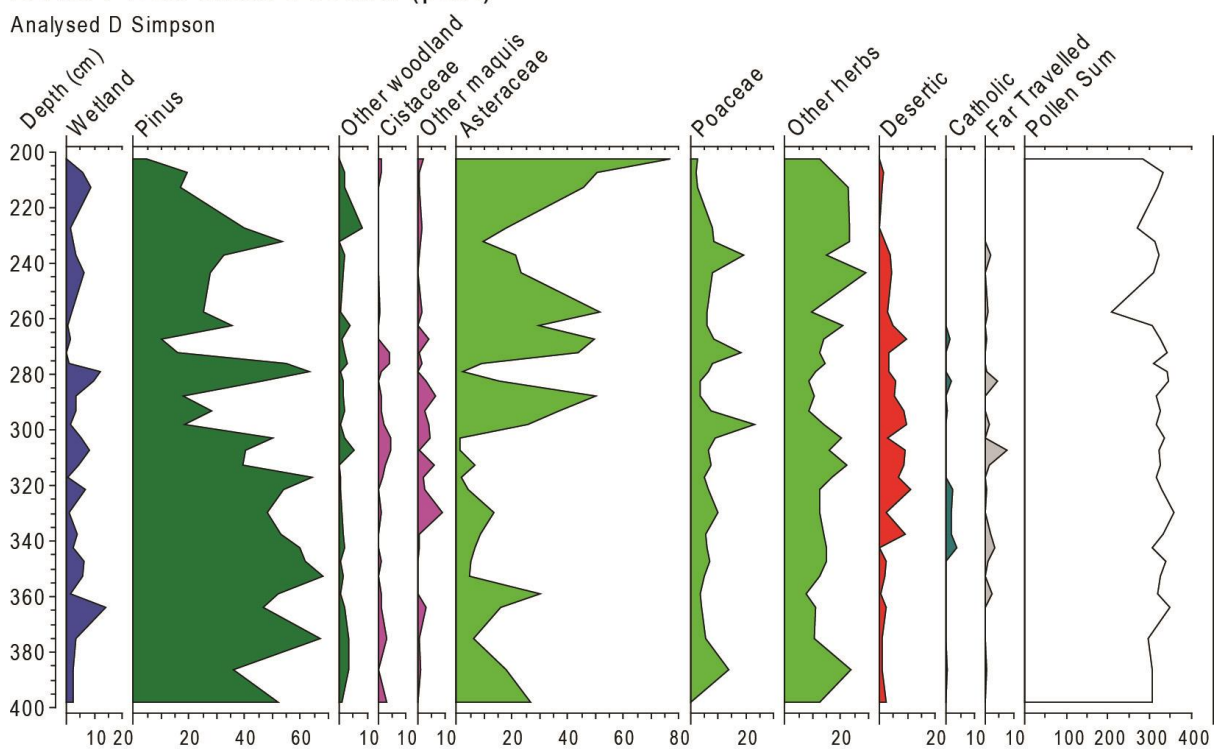 Analysed D Simpson
Depth (cm)
Wetland
Pinus
Other woodland
Cistaceae
Other maquis
Asteraceae
Poaceae
Other herbs
Desertic
Catholic
Far Travelled
Pollen Sum
200
220
240
260
280
300
320
340
360
380
400
10 20 20 40 60 10 10 10 20 40 60 80 20 20 20 10 10 100 200 300 400